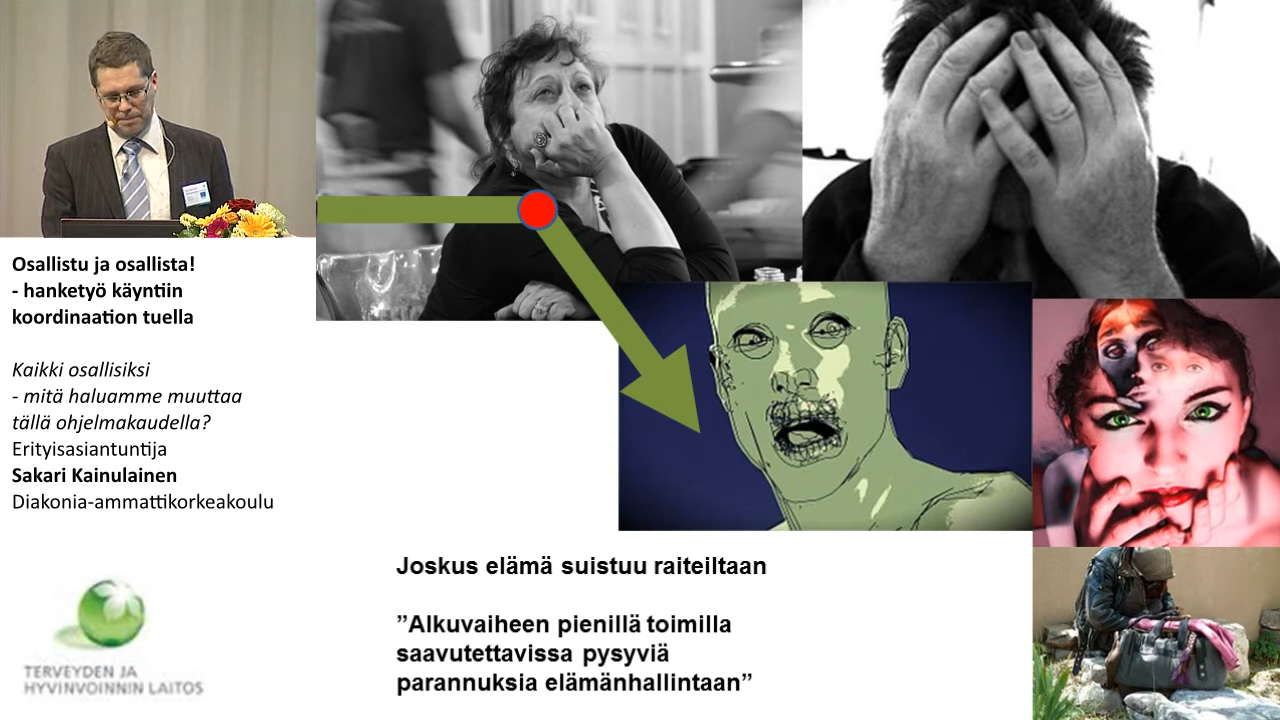 Osallistu ja osallista!
- hanketyö käyntiin
koordinaation tuella
Kaikki osallisiksi
- mitä haluamme muuttaa
tällä ohjelmakaudella?
Erityisasiantuntija
Sakari Kainulainen
Diakonia-ammattikorkeakoulu
TERVEYDEN JA
HYVINVOINNIN LAITOS
Joskus elämä suistuu raiteiltaan
”Alkuvaiheen pienillä toimilla
saavutettavissa pysyviä
parannuksia elämänhallintaan”